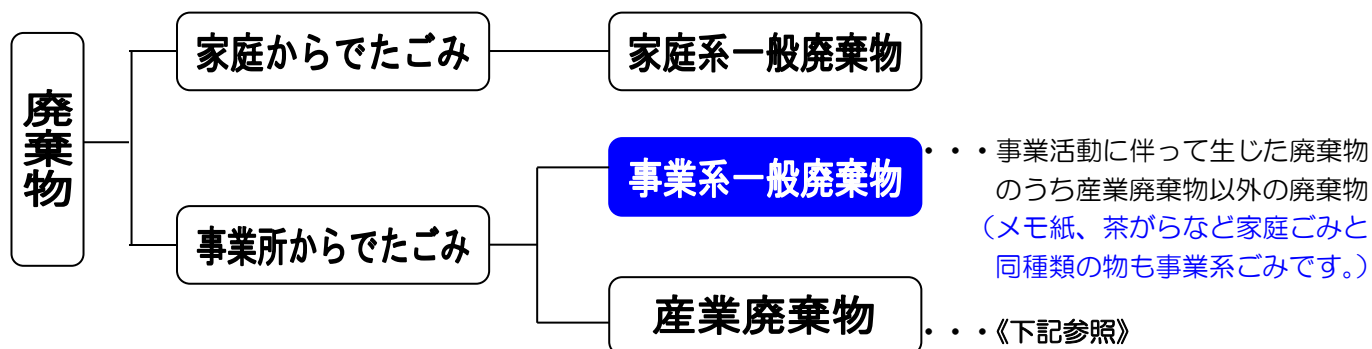 廃棄物
家庭からでたごみ
家庭系一般廃棄物
事業所からでたごみ
事業系一般廃棄物
・・・事業活動に伴って生じた廃棄物
のうち産業廃棄物以外の廃棄物
（メモ紙、茶がらなど家庭ごみと
同種類の物も事業系ごみです。）
産業廃棄物
・・・《下記参照》